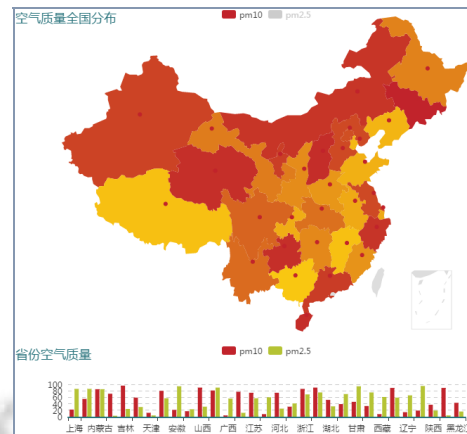 空气质量全国分布
pm10 pm2.5
省份空气质量
pm10 pm2.5
100
80
60
40
20
0
上海 内蒙古 吉林 天津 安徽 山西 广西 江苏 河北 浙江 湖北 甘肃 西藏 辽宁 陕西 黑龙江